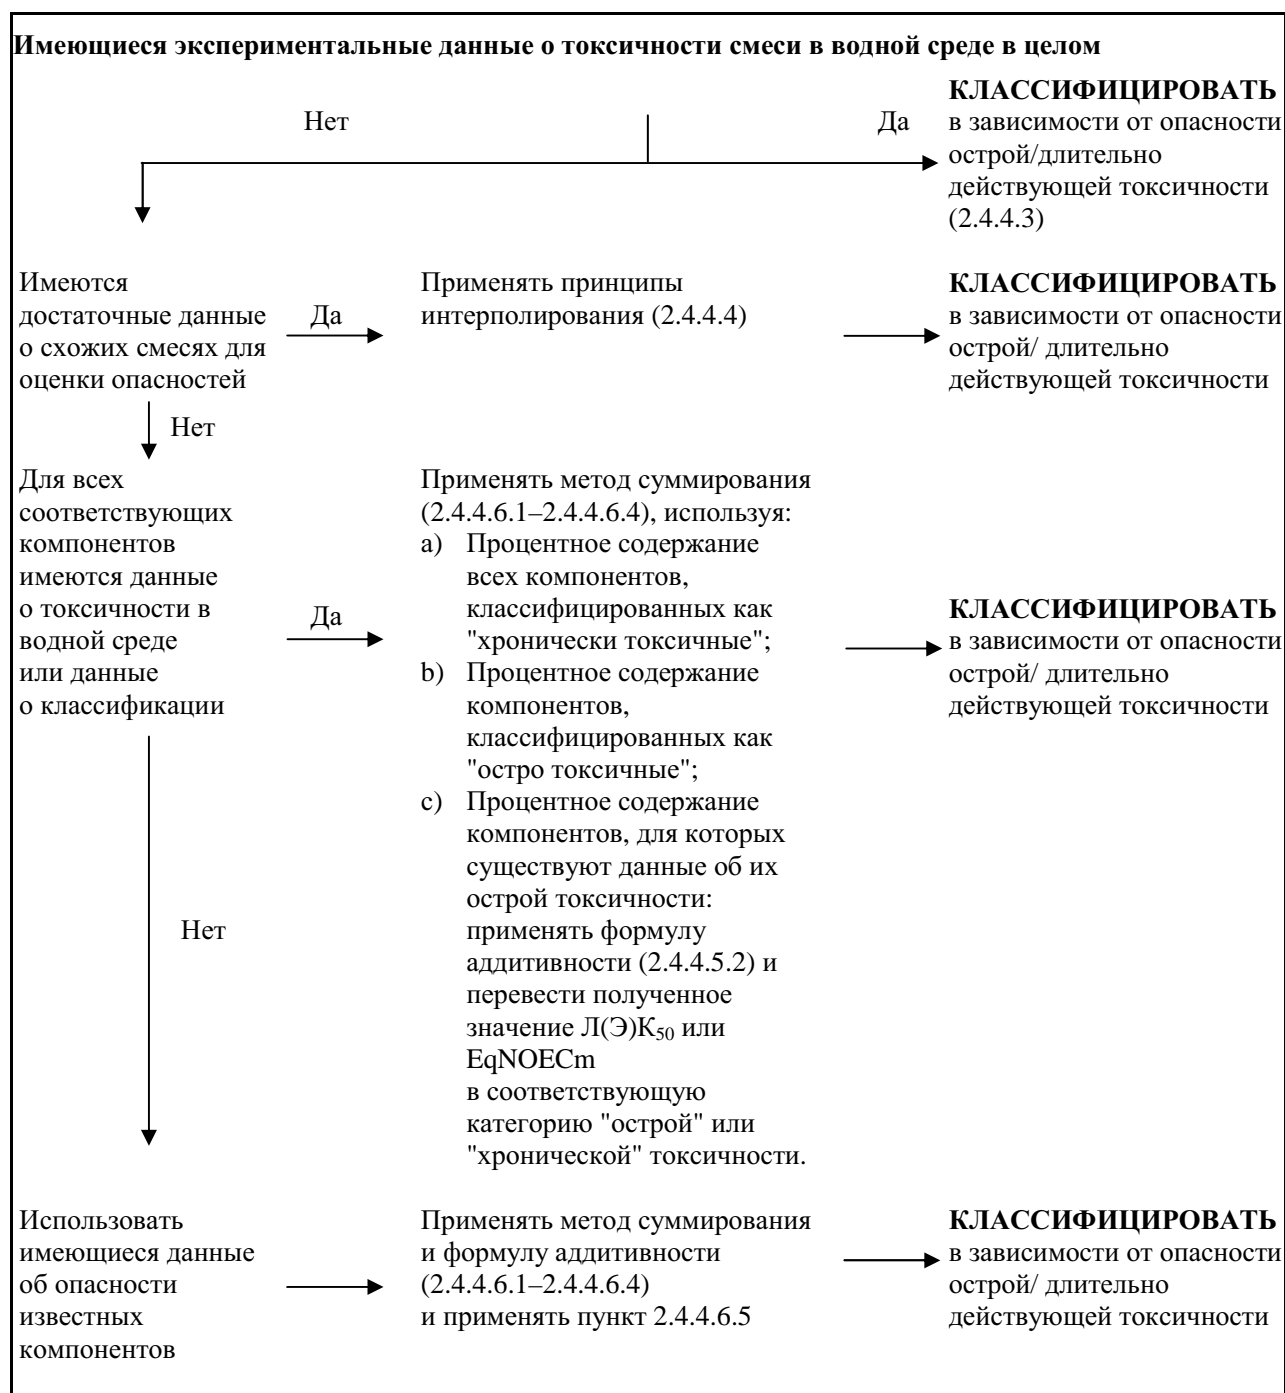 Имеющиеся экспериментальные данные о токсичности смеси в водной среде в целом
Нет
Да
КЛАССИФИЦИРОВАТЬ
в зависимости от опасности
острой/длительно
действующей токсичности
(2.4.4.3)
Имеются
достаточные данные
о схожих смесях для
оценки опасностей
Да
Применять принципы
интерполирования (2.4.4.4)
КЛАССИФИЦИРОВАТЬ
в зависимости от опасности
острой/ длительно
действующей токсичности
Нет
Для всех
соответствующих
компонентов
имеются данные
о токсичности в
водной среде
или данные
о классификации
Да
Применять метод суммирования
(2.4.4.6.1–2.4.4.6.4), используя:
a) Процентное содержание
всех компонентов,
классифицированных как
"хронически токсичные";
b) Процентное содержание
компонентов,
классифицированных как
"остро токсичные";
c) Процентное содержание
компонентов, для которых
существуют данные об их
острой токсичности:
применять формулу
аддитивности (2.4.4.5.2) и
перевести полученное
значение Л(Э)К50 или
EqNOECm
в соответствующую
категорию "острой" или
"хронической" токсичности.
КЛАССИФИЦИРОВАТЬ
в зависимости от опасности
острой/ длительно
действующей токсичности
Нет
Использовать
имеющиеся данные
об опасности
известных
компонентов
Применять метод суммирования
и формулу аддитивности
(2.4.4.6.1–2.4.4.6.4)
и применять пункт 2.4.4.6.5
КЛАССИФИЦИРОВАТЬ
в зависимости от опасности
острой/ длительно
действующей токсичности